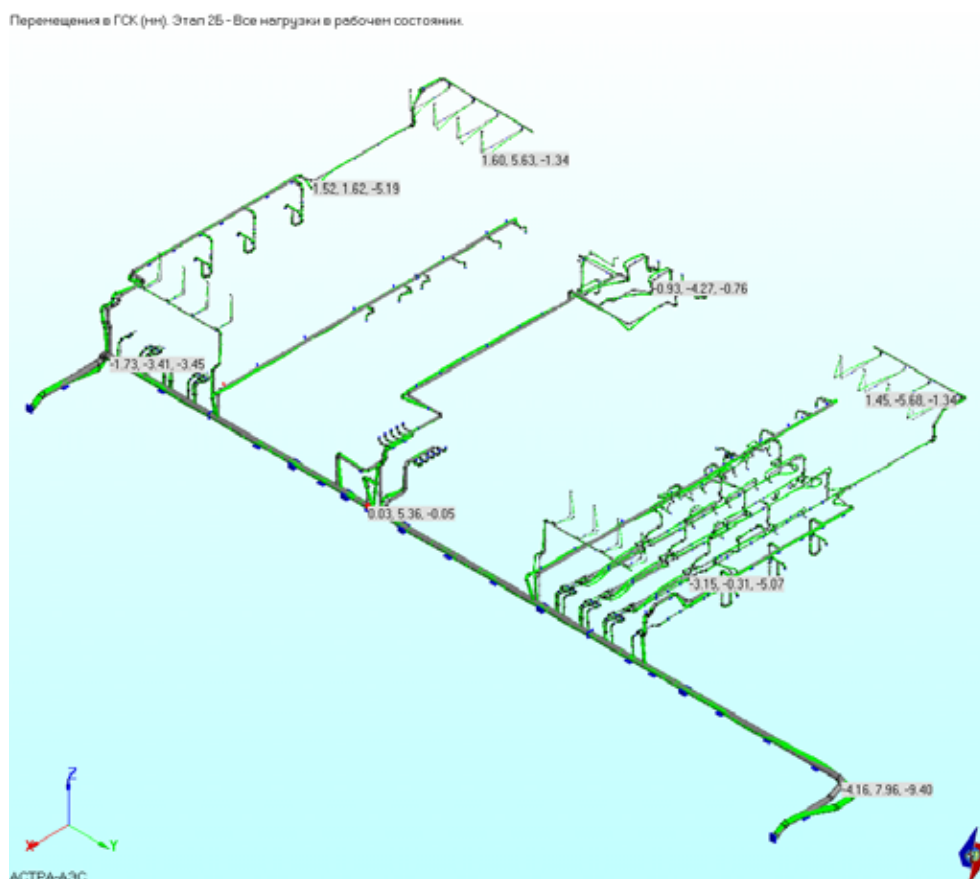 Перемещения в ГСК (мм). Этап 2Б - Все нагрузки в рабочем состоянии.
1.60, 5.63, -1.34
1.52, 1.62, -5.19
-0.93, -4.27, -0.76
-1.73, -3.41, -3.45
1.45, -5.68, -1.34
0.03, 5.36, -0.05
-3.15, -0.31, -5.07
-4.16, 7.96, -9.40
Z
X
Y
АСТРА-АЭС